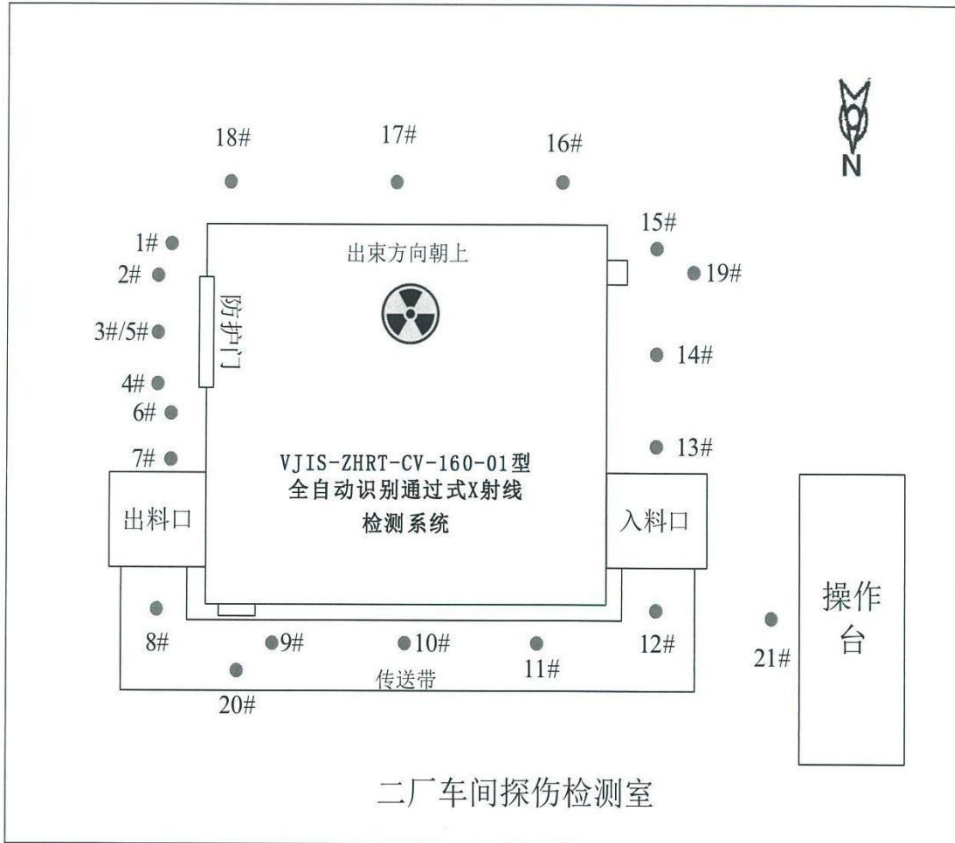 18#
17#
16#
N
1#
15#
2#
出束方向朝上
19#
3#/5#
防护门
14#
4#
6#
7#
13#
VJIS-ZHRT-CV-160-01型
全自动识别通过式X射线
检测系统
出料口
入料口
操作
台
8#
9#
10#
11#
12#
21#
传送带
20#
二厂车间探伤检测室